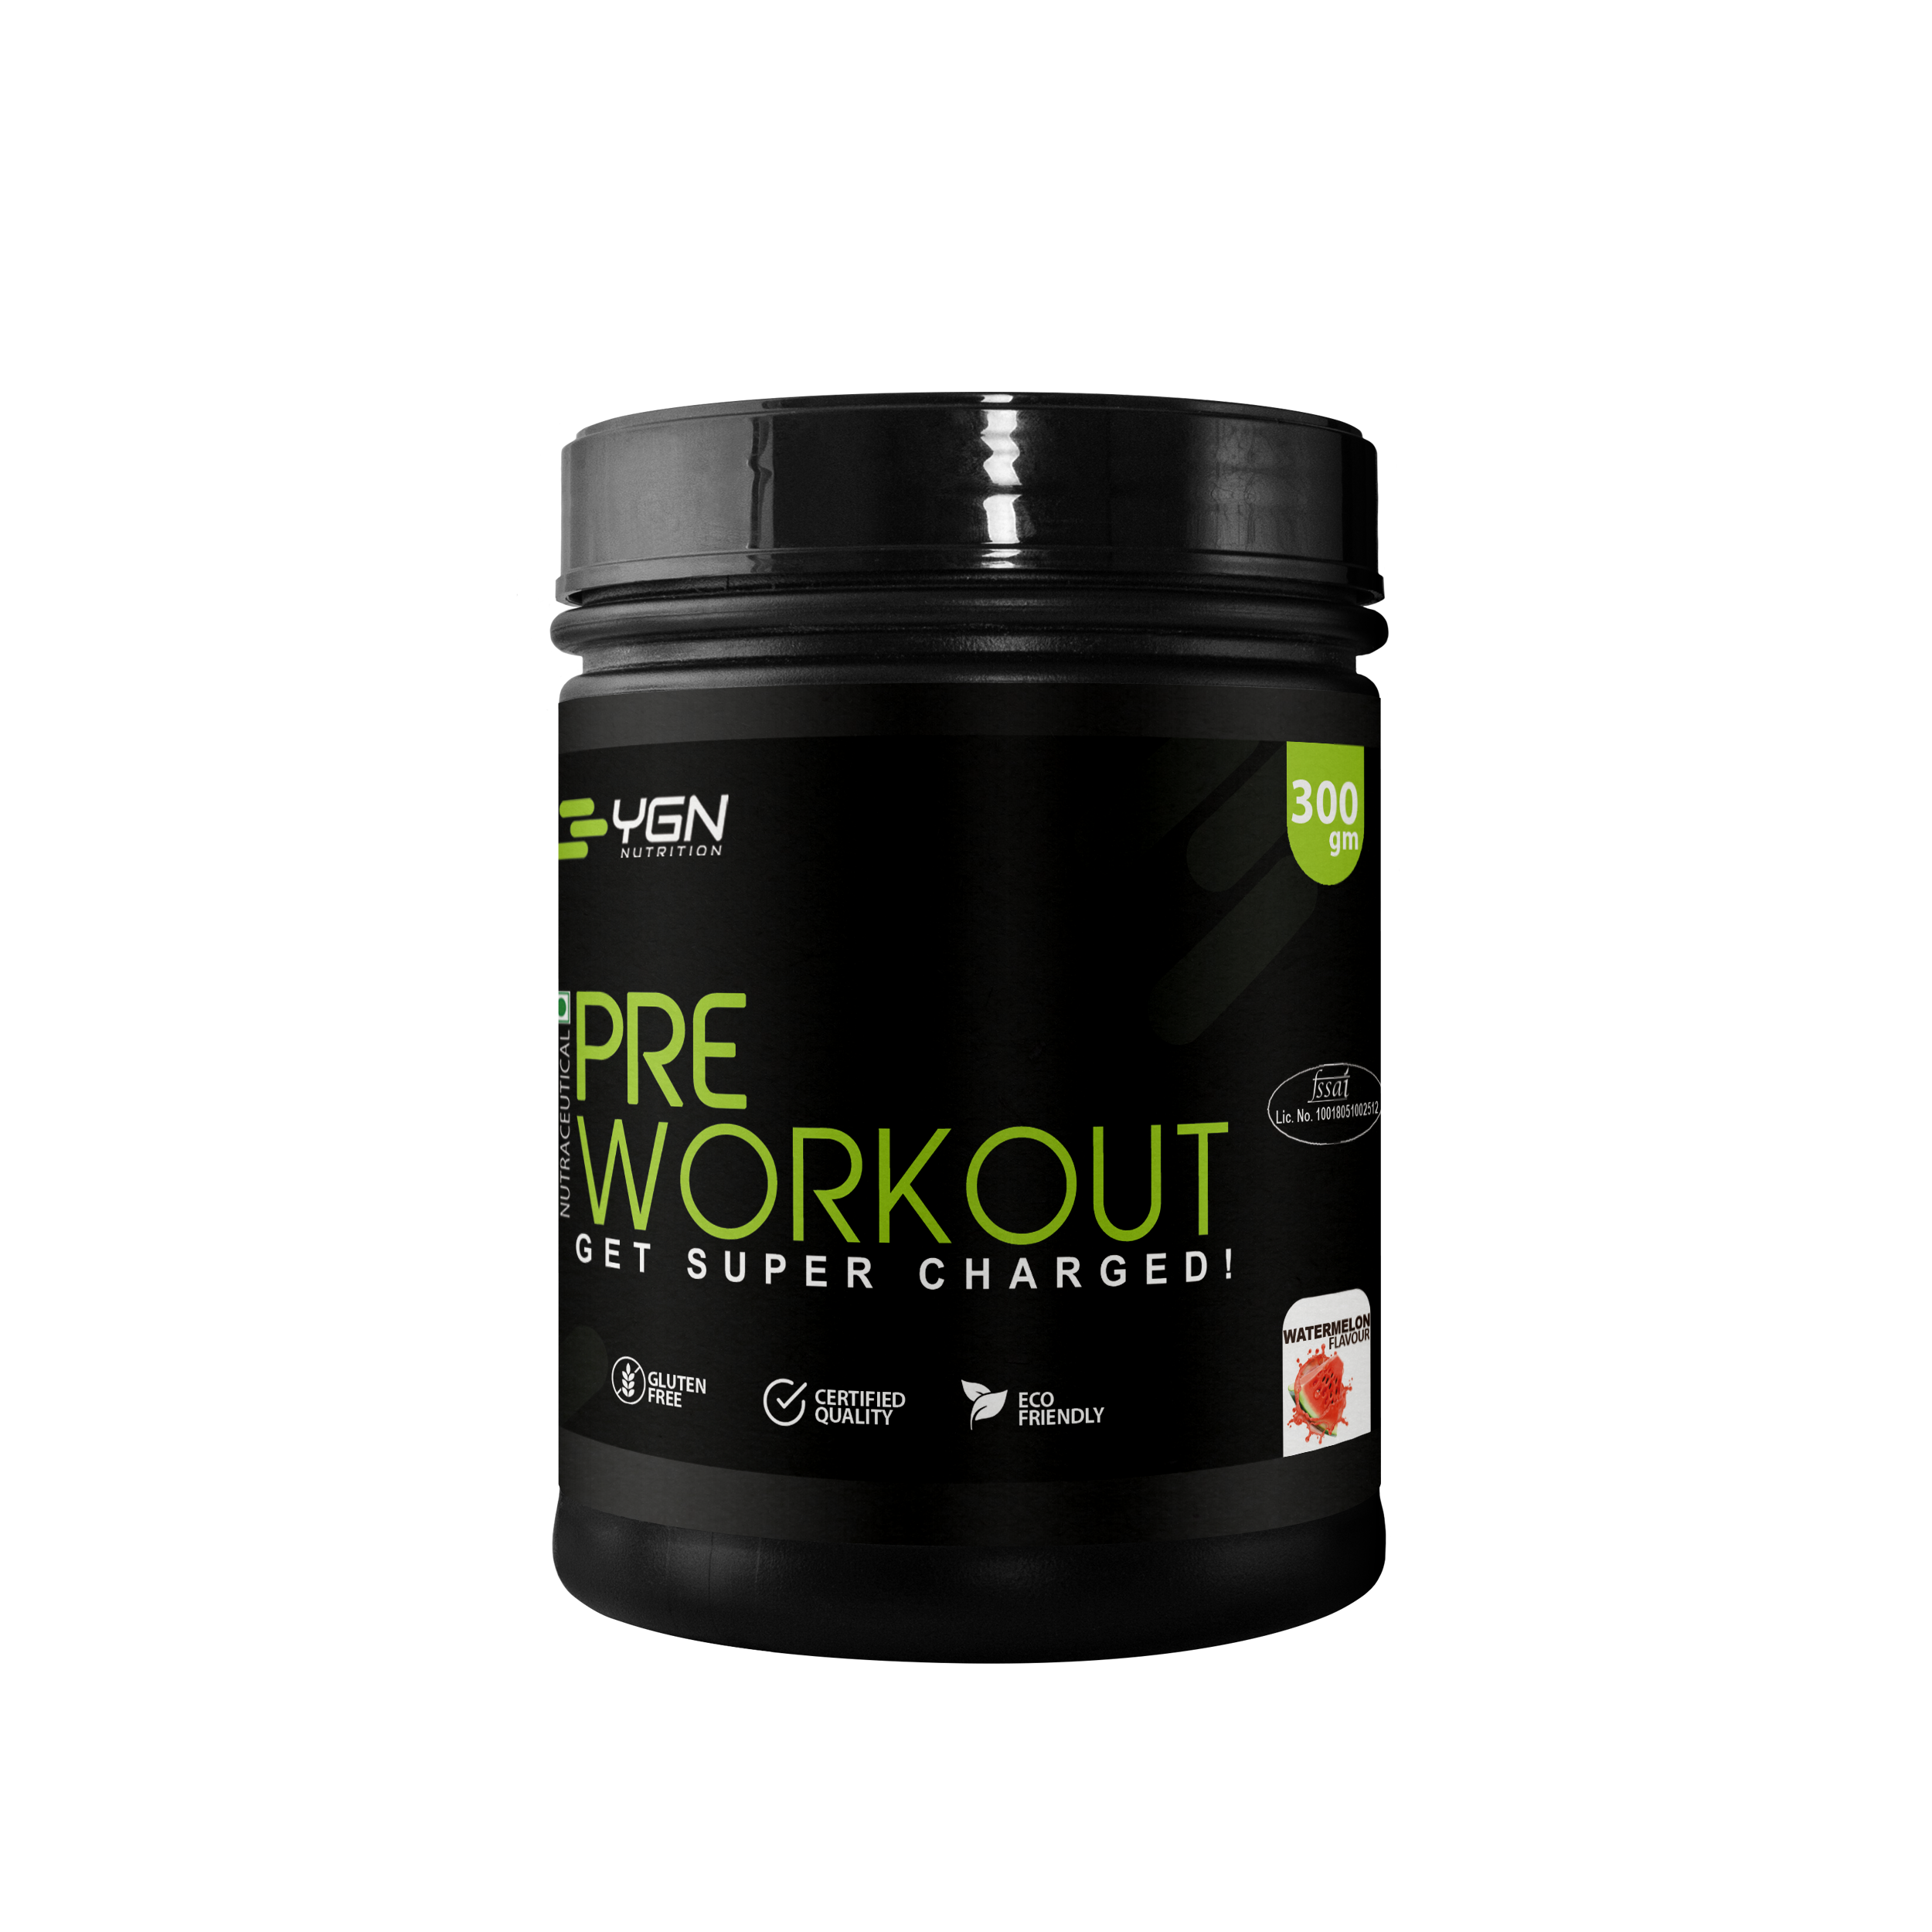 YGN
NUTRITION
300
gm
NUTRACEUTICAL
PRE
WORKOUT
GET SUPER CHARGED!
fssai
Lic. No. 10018051002512
WATERMELON
FLAVOUR
GLUTEN
FREE
CERTIFIED
QUALITY
ECO
FRIENDLY